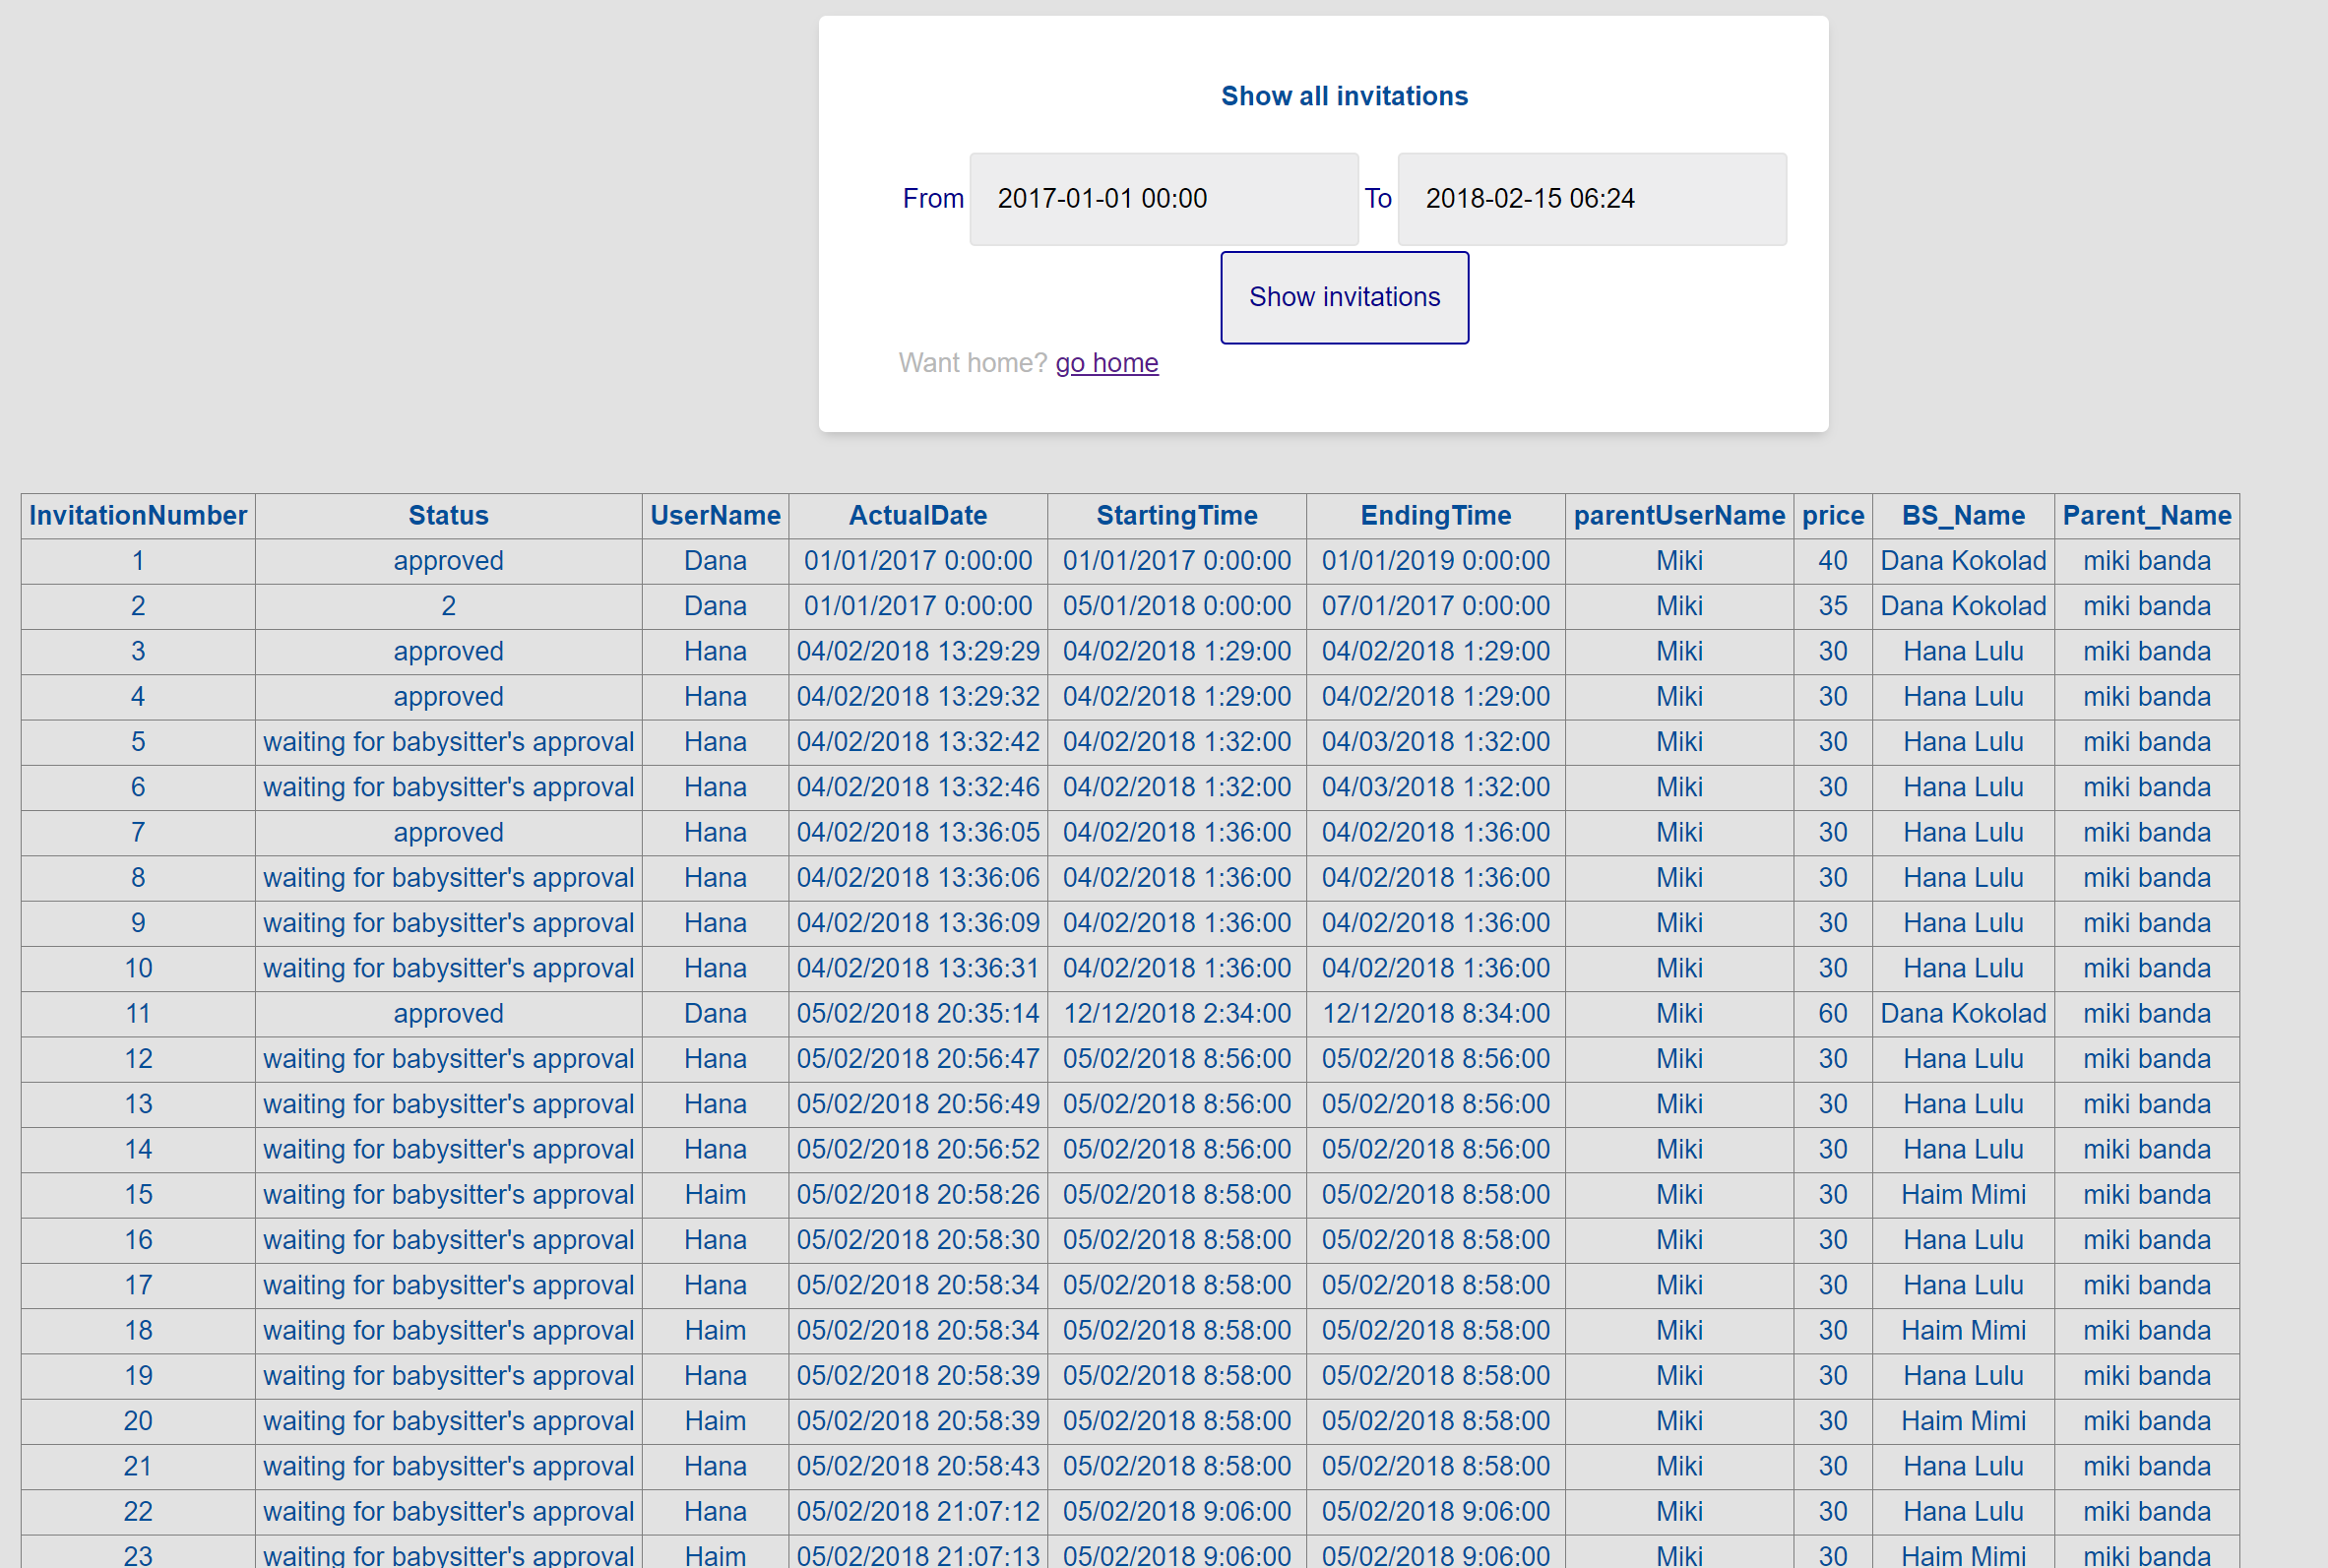 Show all invitations
From 2017-01-01 00:00 To 2018-02-15 06:24
Show invitations
Want home? go home
InvitationNumber Status UserName ActualDate StartingTime EndingTime parentUserName price BS_Name Parent_Name
1 approved Dana 01/01/2017 0:00:00 01/01/2017 0:00:00 01/01/2019 0:00:00 Miki 40 Dana Kokolad miki banda
2 2 Dana 01/01/2017 0:00:00 05/01/2018 0:00:00 07/01/2017 0:00:00 Miki 35 Dana Kokolad miki banda
3 approved Hana 04/02/2018 13:29:29 04/02/2018 1:29:00 04/02/2018 1:29:00 Miki 30 Hana Lulu miki banda
4 approved Hana 04/02/2018 13:29:32 04/02/2018 1:29:00 04/02/2018 1:29:00 Miki 30 Hana Lulu miki banda
5 waiting for babysitter's approval Hana 04/02/2018 13:32:42 04/02/2018 1:32:00 04/03/2018 1:32:00 Miki 30 Hana Lulu miki banda
6 waiting for babysitter's approval Hana 04/02/2018 13:32:46 04/02/2018 1:32:00 04/03/2018 1:32:00 Miki 30 Hana Lulu miki banda
7 approved Hana 04/02/2018 13:36:05 04/02/2018 1:36:00 04/02/2018 1:36:00 Miki 30 Hana Lulu miki banda
8 waiting for babysitter's approval Hana 04/02/2018 13:36:06 04/02/2018 1:36:00 04/02/2018 1:36:00 Miki 30 Hana Lulu miki banda
9 waiting for babysitter's approval Hana 04/02/2018 13:36:09 04/02/2018 1:36:00 04/02/2018 1:36:00 Miki 30 Hana Lulu miki banda
10 waiting for babysitter's approval Hana 04/02/2018 13:36:31 04/02/2018 1:36:00 04/02/2018 1:36:00 Miki 30 Hana Lulu miki banda
11 approved Dana 05/02/2018 20:35:14 12/12/2018 2:34:00 12/12/2018 8:34:00 Miki 60 Dana Kokolad miki banda
12 waiting for babysitter's approval Hana 05/02/2018 20:56:47 05/02/2018 8:56:00 05/02/2018 8:56:00 Miki 30 Hana Lulu miki banda
13 waiting for babysitter's approval Hana 05/02/2018 20:56:49 05/02/2018 8:56:00 05/02/2018 8:56:00 Miki 30 Hana Lulu miki banda
14 waiting for babysitter's approval Hana 05/02/2018 20:56:52 05/02/2018 8:56:00 05/02/2018 8:56:00 Miki 30 Hana Lulu miki banda
15 waiting for babysitter's approval Haim 05/02/2018 20:58:26 05/02/2018 8:58:00 05/02/2018 8:58:00 Miki 30 Haim Mimi miki banda
16 waiting for babysitter's approval Hana 05/02/2018 20:58:30 05/02/2018 8:58:00 05/02/2018 8:58:00 Miki 30 Hana Lulu miki banda
17 waiting for babysitter's approval Hana 05/02/2018 20:58:34 05/02/2018 8:58:00 05/02/2018 8:58:00 Miki 30 Hana Lulu miki banda
18 waiting for babysitter's approval Haim 05/02/2018 20:58:34 05/02/2018 8:58:00 05/02/2018 8:58:00 Miki 30 Haim Mimi miki banda
19 waiting for babysitter's approval Hana 05/02/2018 20:58:39 05/02/2018 8:58:00 05/02/2018 8:58:00 Miki 30 Hana Lulu miki banda
20 waiting for babysitter's approval Haim 05/02/2018 20:58:39 05/02/2018 8:58:00 05/02/2018 8:58:00 Miki 30 Haim Mimi miki banda
21 waiting for babysitter's approval Hana 05/02/2018 20:58:43 05/02/2018 8:58:00 05/02/2018 8:58:00 Miki 30 Hana Lulu miki banda
22 waiting for babysitter's approval Hana 05/02/2018 21:07:12 05/02/2018 9:06:00 05/02/2018 9:06:00 Miki 30 Hana Lulu miki banda
23 waiting for babysitter's approval Haim 05/02/2018 21:07:13 05/02/2018 9:06:00 05/02/2018 9:06:00 Miki 30 Haim Mimi miki banda